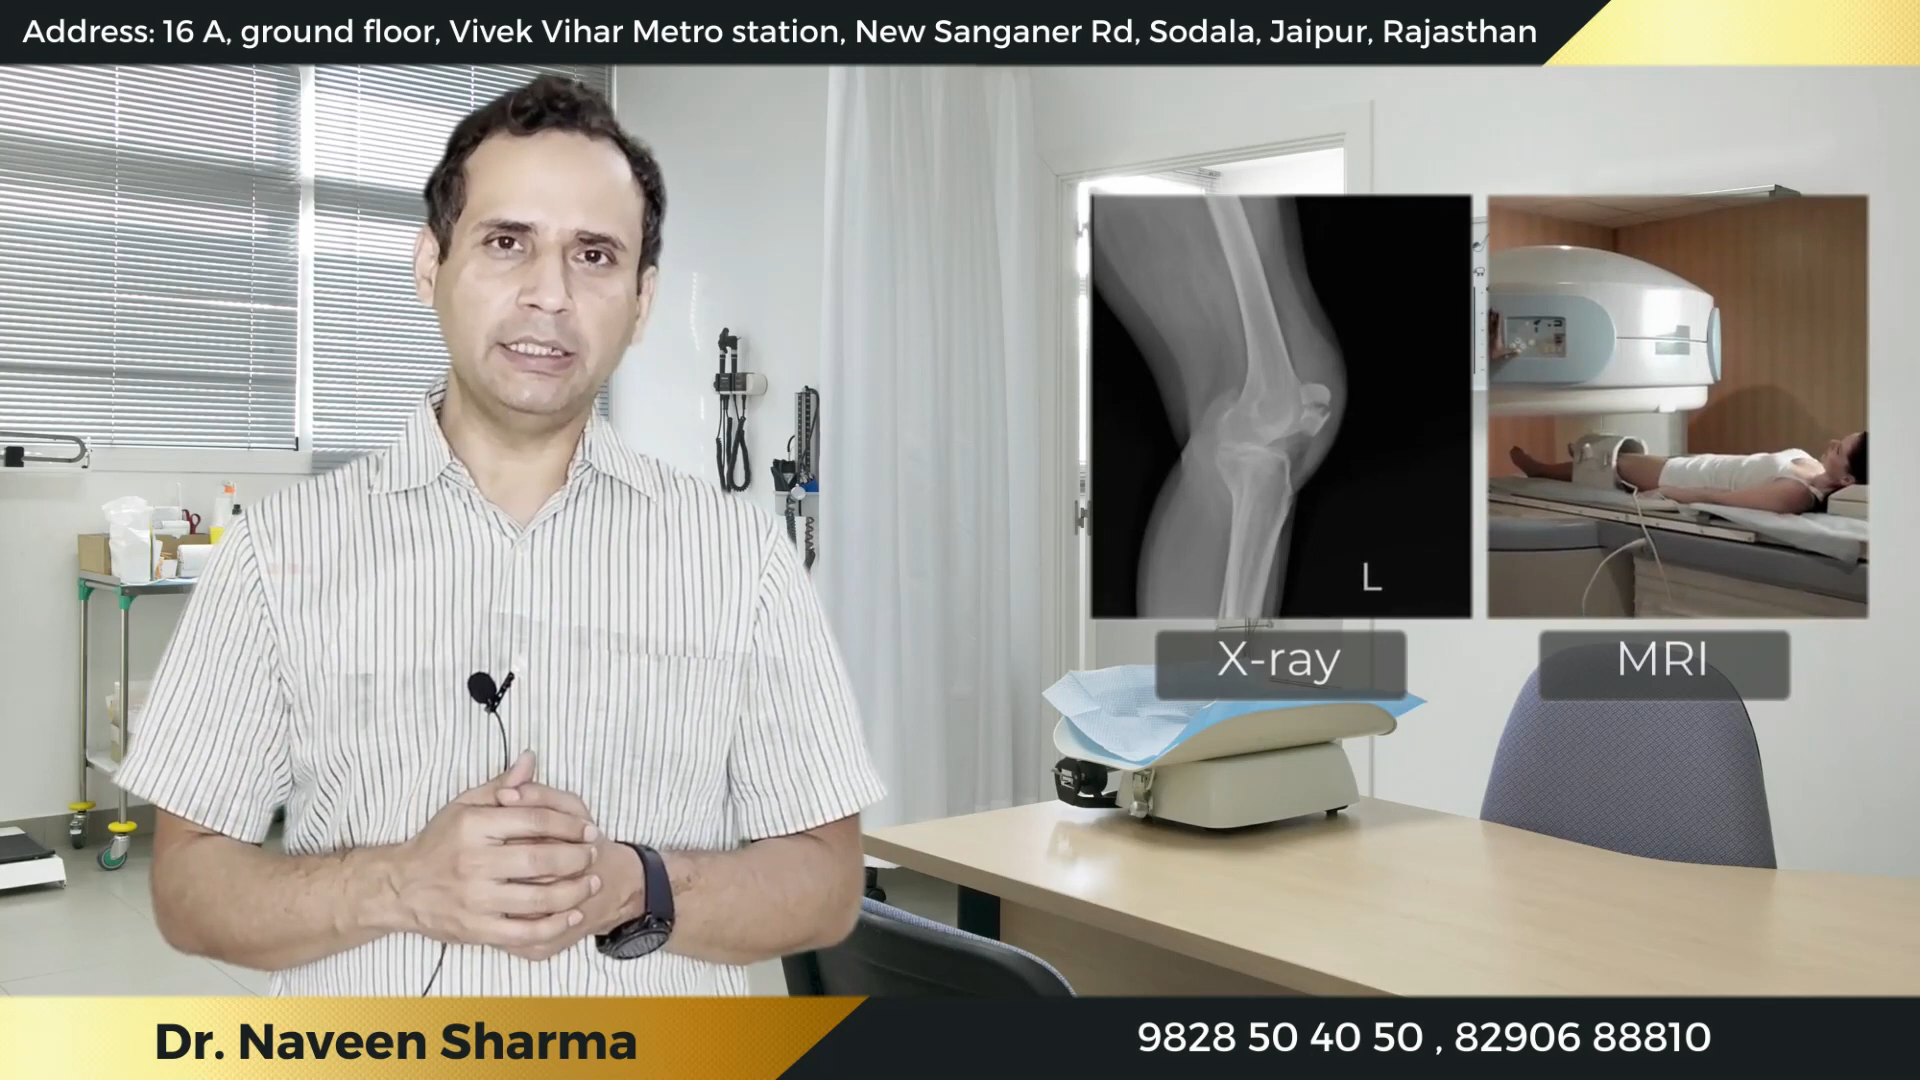 Address: 16 A, ground floor, Vivek Vihar Metro station, New Sanganer Rd, Sodala, Jaipur, Rajasthan
L
X-ray
MRI
Dr. Naveen Sharma
9828 50 40 50 , 82906 88810